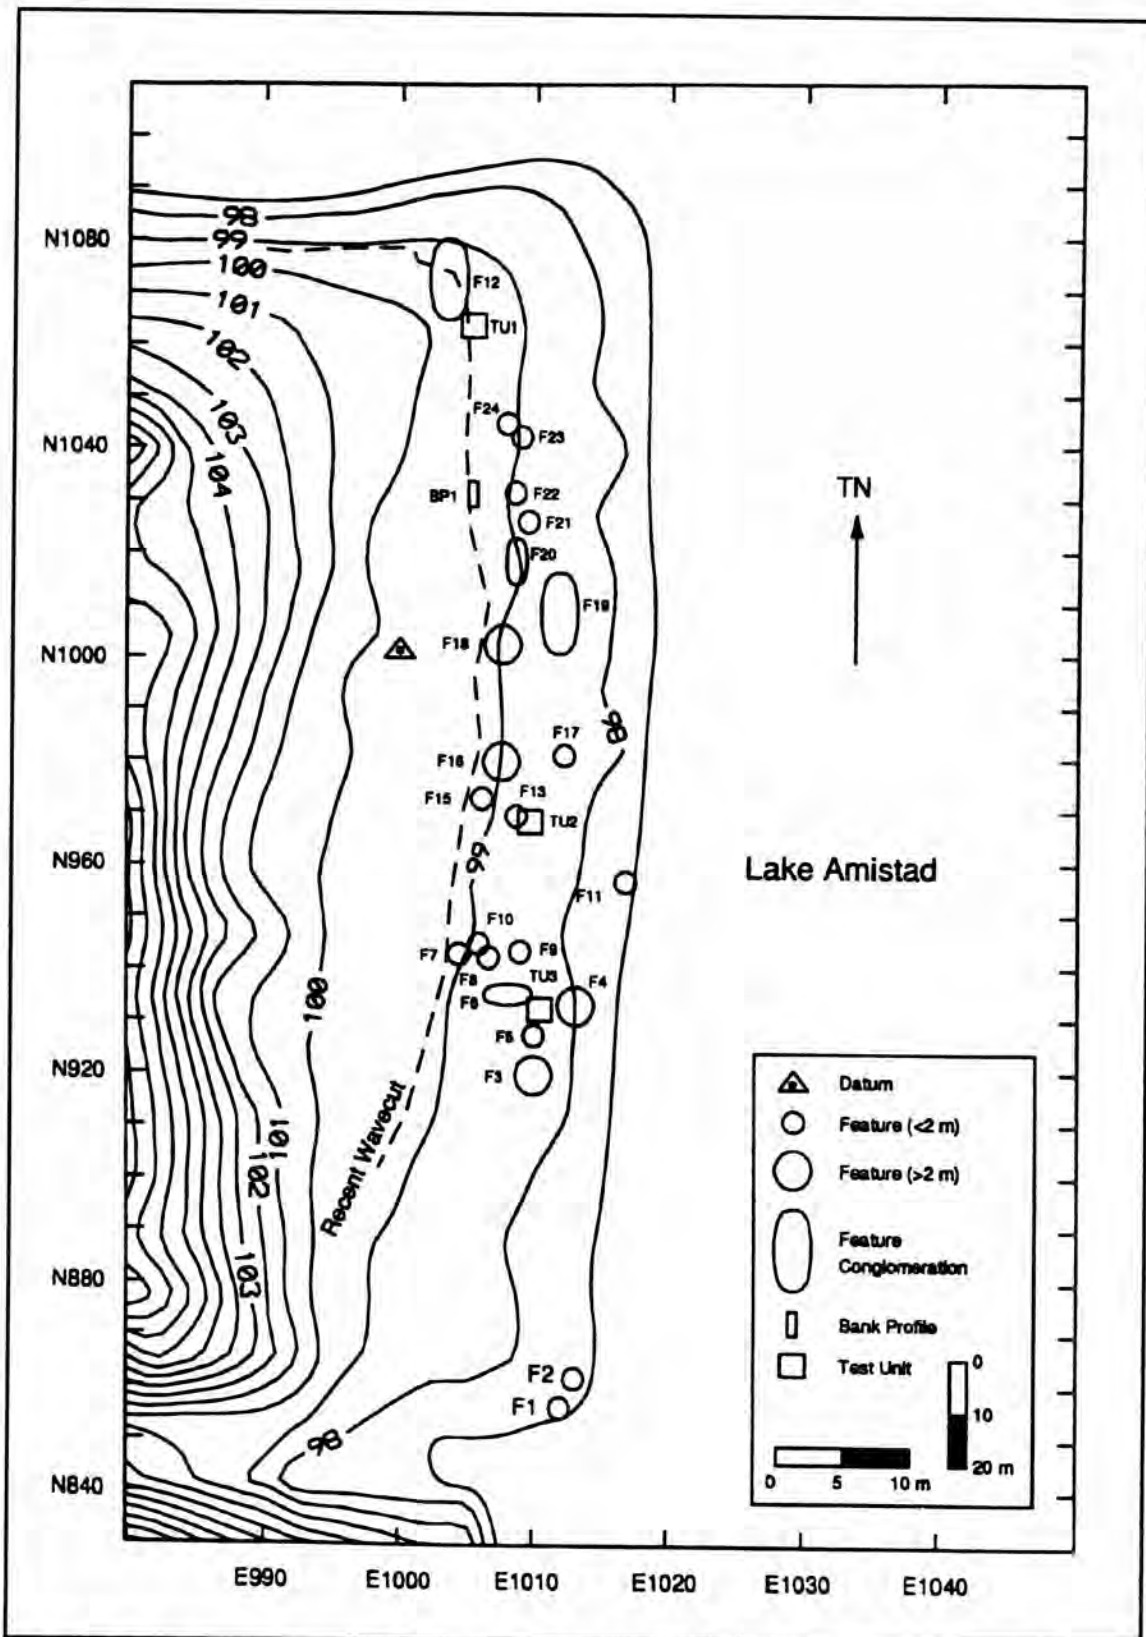 98
N1080
99
100
F12
101
TU1
102
F24
F23
103
N1040
104
BP1
F22
F21
TN
F20
F19
F18
N1000
98
F17
F16
F15
F13
TU2
99
N960
Lake Amistad
F11
F10
F7
F9
F8
TU3
F4
F6
100
F5
N920
F3
Datum
Feature (<2 m)
Recent Wavecut
101
102
Feature (>2 m)
Feature
Conglomeration
N880
103
Bank Profile
Test Unit
0
10
20 m
0 5 10 m
F2
F1
98
N840
E990 E1000 E1010 E1020 E1030 E1040